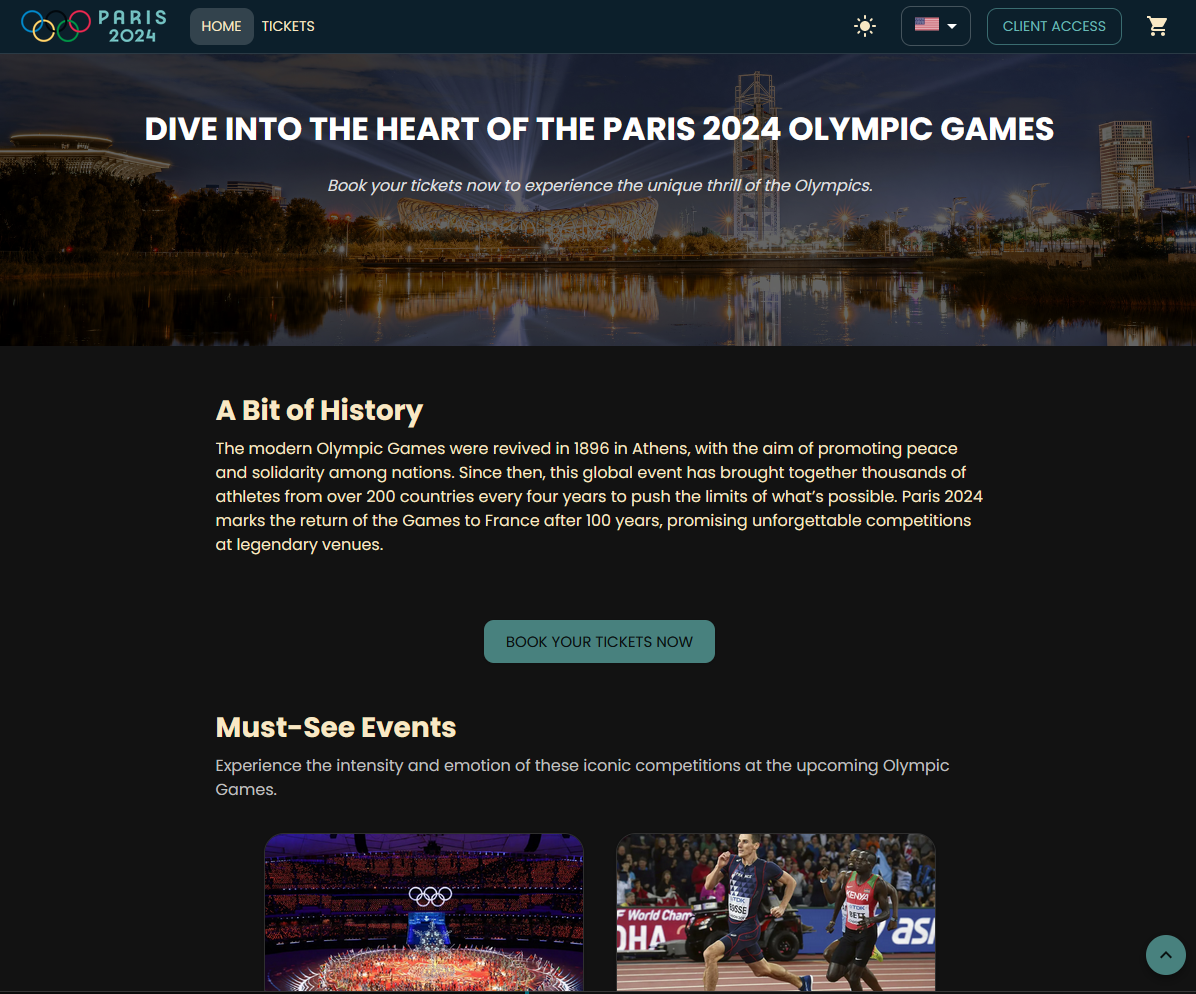 PARIS
2024
HOME
TICKETS
CLIENT ACCESS
DIVE INTO THE HEART OF THE PARIS 2024 OLYMPIC GAMES
Book your tickets now to experience the unique thrill of the Olympics.
A Bit of History
The modern Olympic Games were revived in 1896 in Athens, with the aim of promoting peace
and solidarity among nations. Since then, this global event has brought together thousands of
athletes from over 200 countries every four years to push the limits of what’s possible. Paris 2024
marks the return of the Games to France after 100 years, promising unforgettable competitions
at legendary venues.
BOOK YOUR TICKETS NOW
Must-See Events
Experience the intensity and emotion of these iconic competitions at the upcoming Olympic
Games.
KENYA
TDK
BETT
F World Cham
OHA
asi